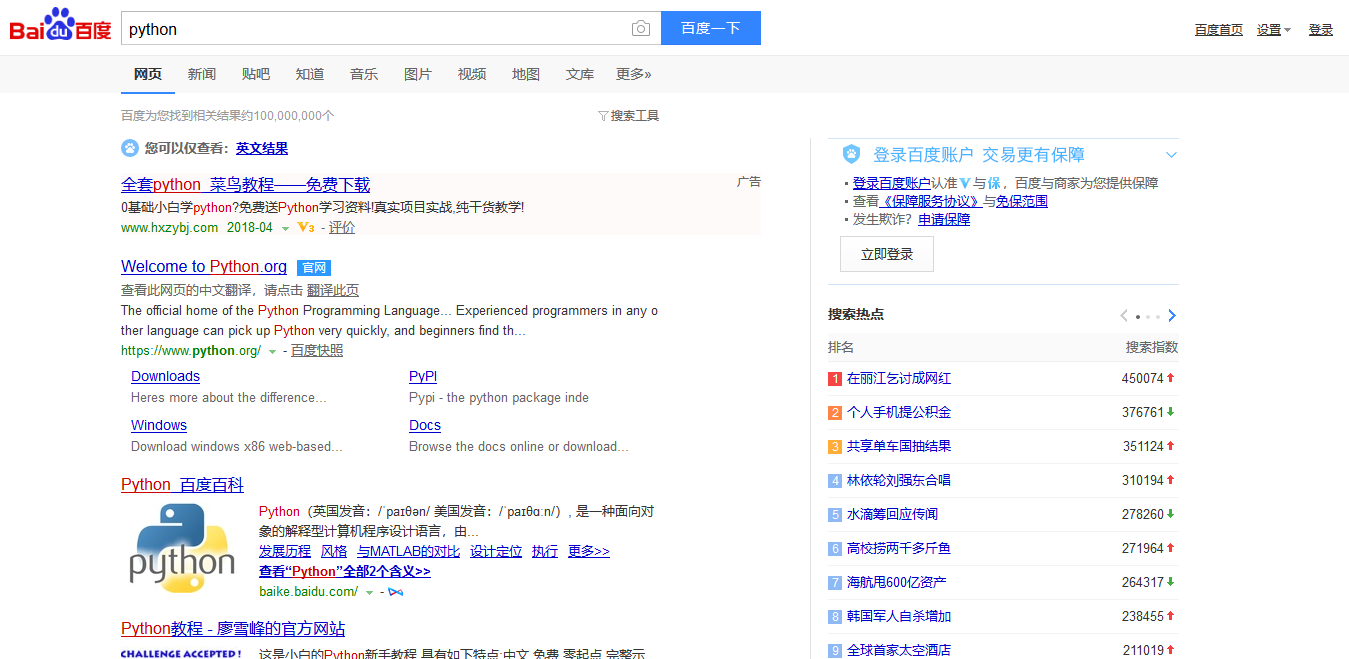 Bai du 百度
python
百度一下
百度首页 设置 登录
网页 新闻 贴吧 知道 音乐 图片 视频 地图 文库 更多»
百度为您找到相关结果约100,000,000个
搜索工具
您可以仅查看：英文结果
全套python 菜鸟教程——免费下载
广告
0基础小白学python?免费送Python学习资料!真实项目实战,纯干货教学!
www.hxzybj.com 2018-04 V3 - 评价
Welcome to Python.org 官网
查看此网页的中文翻译，请点击 翻译此页
The official home of the Python Programming Language... Experienced programmers in any o
ther language can pick up Python very quickly, and beginners find th...
https://www.python.org/ - 百度快照
Downloads
Heres more about the difference...
PyPI
Pypi - the python package inde
Windows
Download windows x86 web-based...
Docs
Browse the docs online or download...
Python_百度百科
python
Python（英国发音：/ˈpaɪθən/ 美国发音：/ˈpaɪθɑːn/）, 是一种面向对
象的解释型计算机程序设计语言，由...
发展历程 风格 与MATLAB的对比 设计定位 执行 更多>>
查看“Python”全部2个含义>>
baike.baidu.com/ -
Python教程 - 廖雪峰的官方网站
CHALLENGE ACCEPTED!
这是小白的Python新手教程,具有如下特点:中文,免费,零起点,完整示
登录百度账户 交易更有保障
登录百度账户认准V与保，百度与商家为您提供保障
查看《保障服务协议》与免保范围
发生欺诈？申请保障
立即登录
搜索热点
排名 搜索指数
1 在丽江乞讨成网红 450074
2 个人手机提公积金 376761
3 共享单车国抽结果 351124
4 林依轮刘强东合唱 310194
5 水滴筹回应传闻 278260
6 高校捞两千多斤鱼 271964
7 海航甩600亿资产 264317
8 韩国军人自杀增加 238455
9 全球首家太空酒店 211019